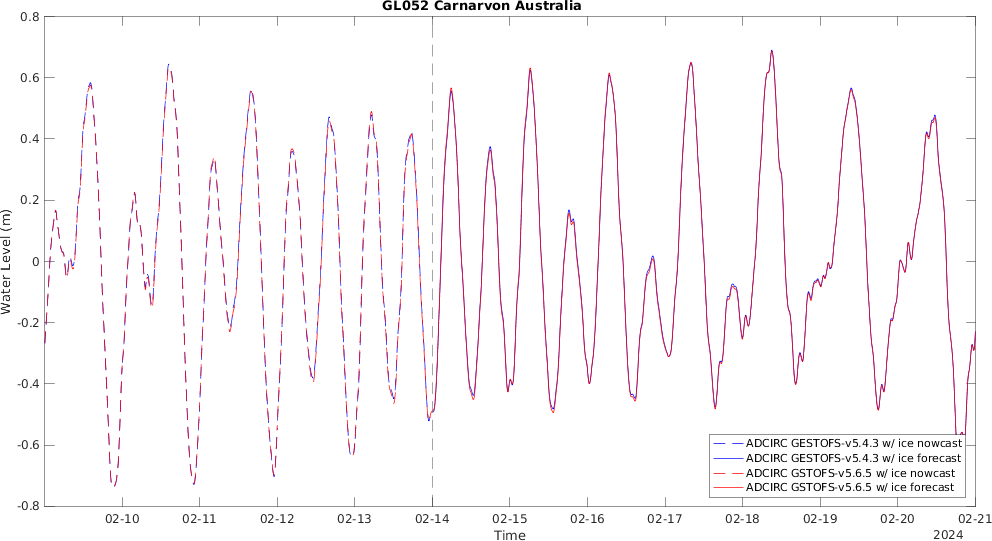 GL052 Carnarvon Australia
0.8
0.6
0.4
0.2
0
-0.2
-0.4
-0.6
-0.8
Water Level (m)
ADCIRC GESTOFS-v5.4.3 w/ ice nowcast
ADCIRC GESTOFS-v5.4.3 w/ ice forecast
ADCIRC GSTOFS-v5.6.5 w/ ice nowcast
ADCIRC GSTOFS-v5.6.5 w/ ice forecast
02-10 02-11 02-12 02-13 02-14 02-15 02-16 02-17 02-18 02-19 02-20 02-21
Time
2024